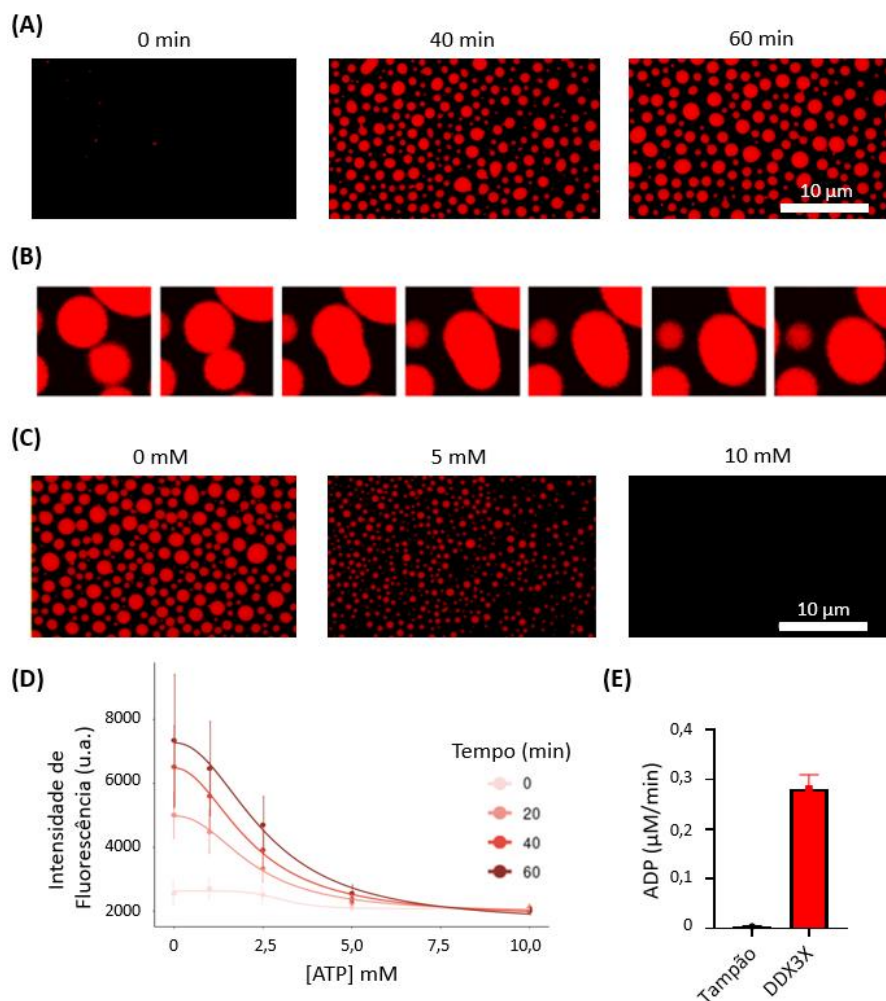 (A)
0 min
40 min
60 min
10 µm
(B)
(C)
0 mM
5 mM
10 mM
10 µm
(D)
Intensidade de
Fluorescência (u.a.)
8000
6000
4000
2000
0
2,5
5,0
7,5
10,0
[ATP] mM
Tempo (min)
0
20
40
60
(E)
ADP (µM/min)
0,4
0,3
0,2
0,1
0
Tampão
DDX3X